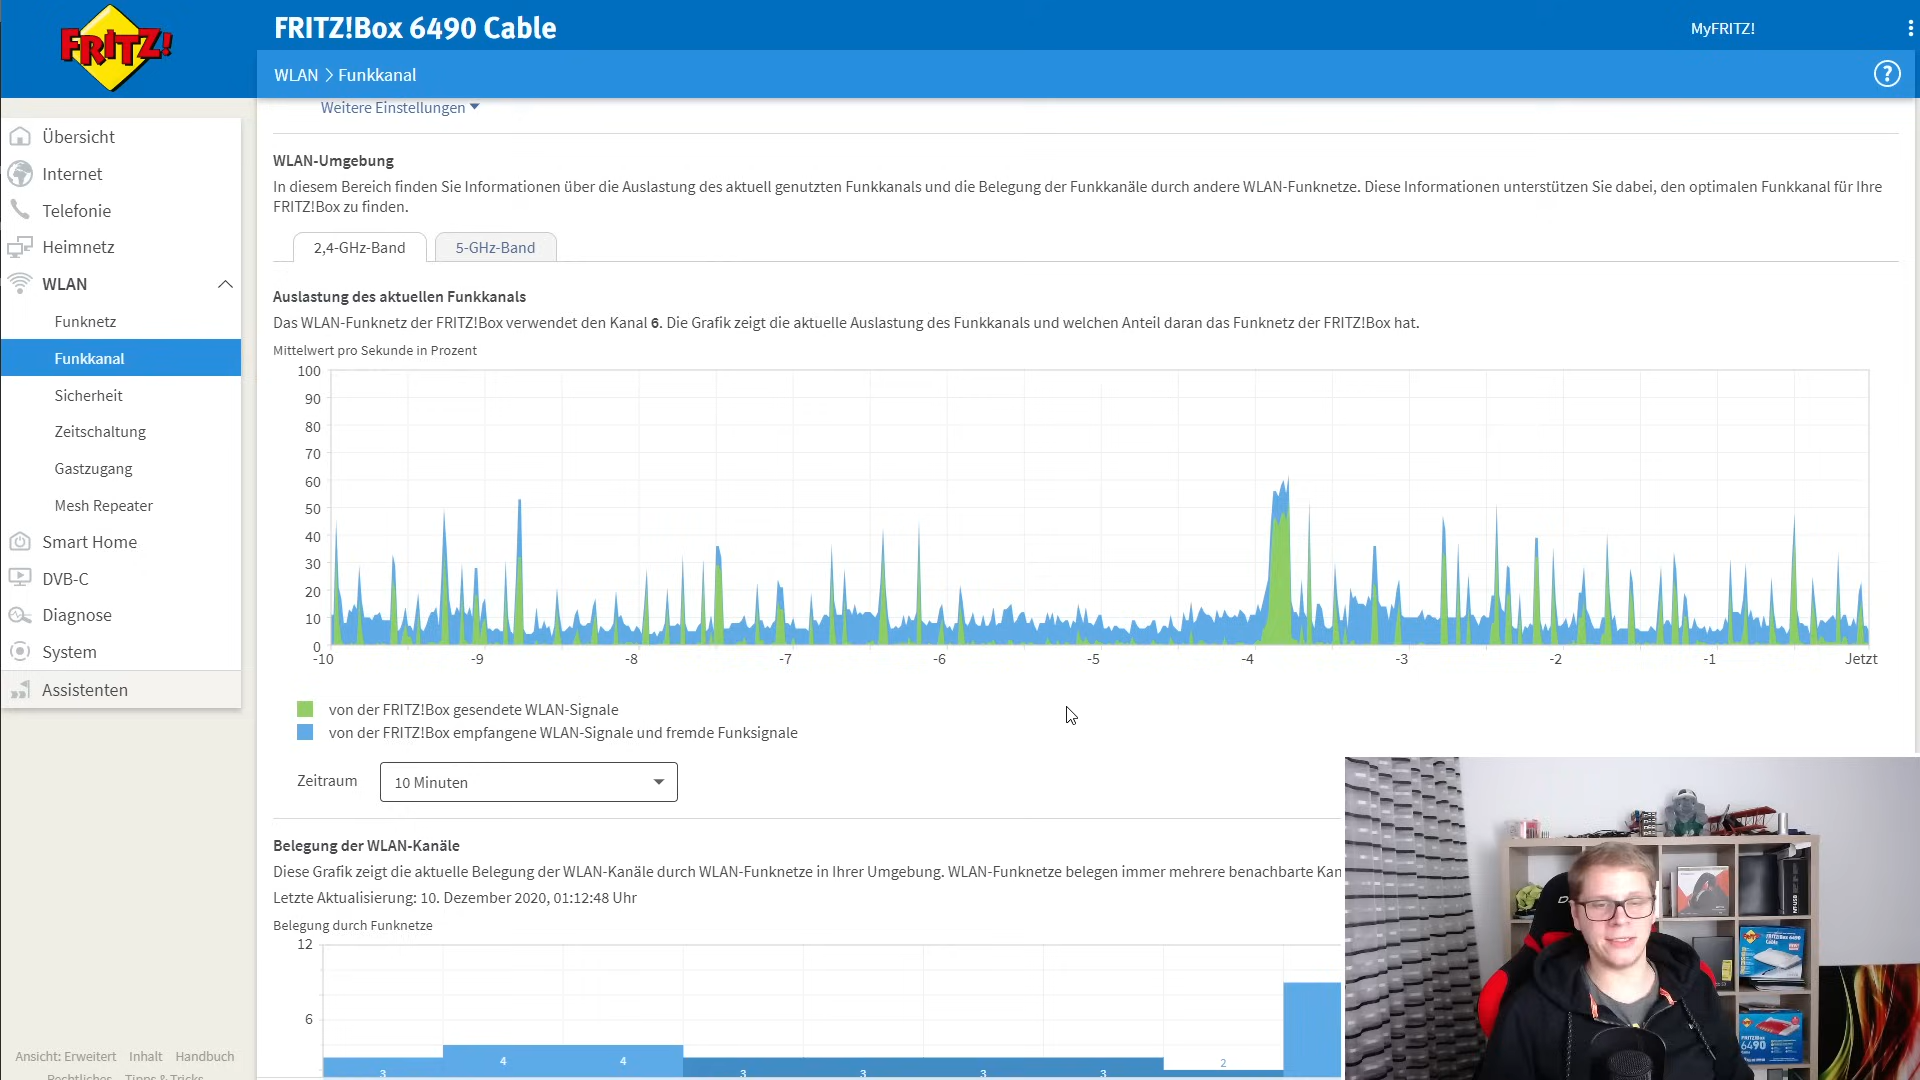 FRITZ!
FRITZ!Box 6490 Cable
MyFRITZ!
WLAN > Funkkanal
?
Übersicht
Internet
Telefonie
Heimnetz
WLAN
Funknetz
Funkkanal
Sicherheit
Zeitschaltung
Gastzugang
Mesh Repeater
Smart Home
DVB-C
Diagnose
System
Assistenten
Ansicht: Erweitert Inhalt Handbuch
Rechtliches Tipps & Tricks
Weitere Einstellungen
WLAN-Umgebung
In diesem Bereich finden Sie Informationen über die Auslastung des aktuell genutzten Funkkanals und die Belegung der Funkkanäle durch andere WLAN-Funknetze. Diese Informationen unterstützen Sie dabei, den optimalen Funkkanal für Ihre
FRITZ!Box zu finden.
2,4-GHz-Band 5-GHz-Band
Auslastung des aktuellen Funkkanals
Das WLAN-Funknetz der FRITZ!Box verwendet den Kanal 6. Die Grafik zeigt die aktuelle Auslastung des Funkkanals und welchen Anteil daran das Funknetz der FRITZ!Box hat.
Mittelwert pro Sekunde in Prozent
100
90
80
70
60
50
40
30
20
10
0
-10 -9 -8 -7 -6 -5 -4 -3 -2 -1 Jetzt
von der FRITZ!Box gesendete WLAN-Signale
von der FRITZ!Box empfangene WLAN-Signale und fremde Funksignale
Zeitraum 10 Minuten
Belegung der WLAN-Kanäle
Diese Grafik zeigt die aktuelle Belegung der WLAN-Kanäle durch WLAN-Funknetze in Ihrer Umgebung. WLAN-Funknetze belegen immer mehrere benachbarte Kan
Letzte Aktualisierung: 10. Dezember 2020, 01:12:48 Uhr
Belegung durch Funknetze
12
6
3 4 4 3 3 3 3 2
FRITZ!Box 6490
Cable
6490